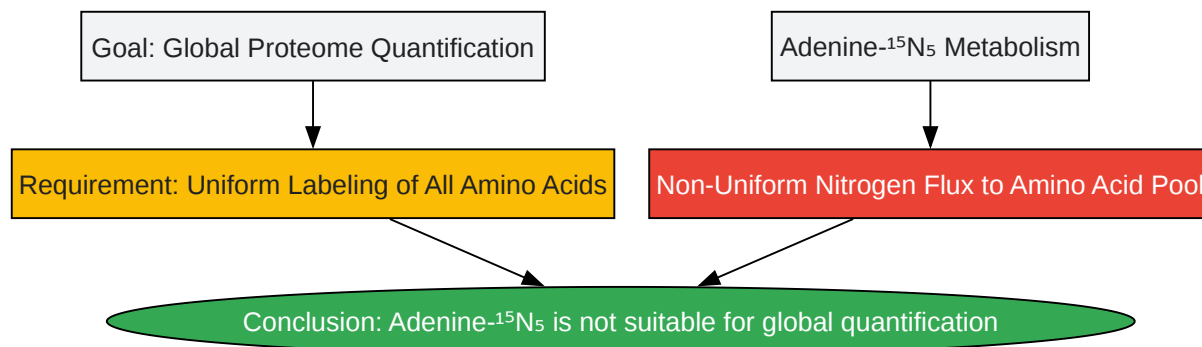 Goal: Global Proteome Quantification
Adenine-¹⁵N₅ Metabolism
Requirement: Uniform Labeling of All Amino Acids
Non-Uniform Nitrogen Flux to Amino Acid Pool
Conclusion: Adenine-¹⁵N₅ is not suitable for global quantification